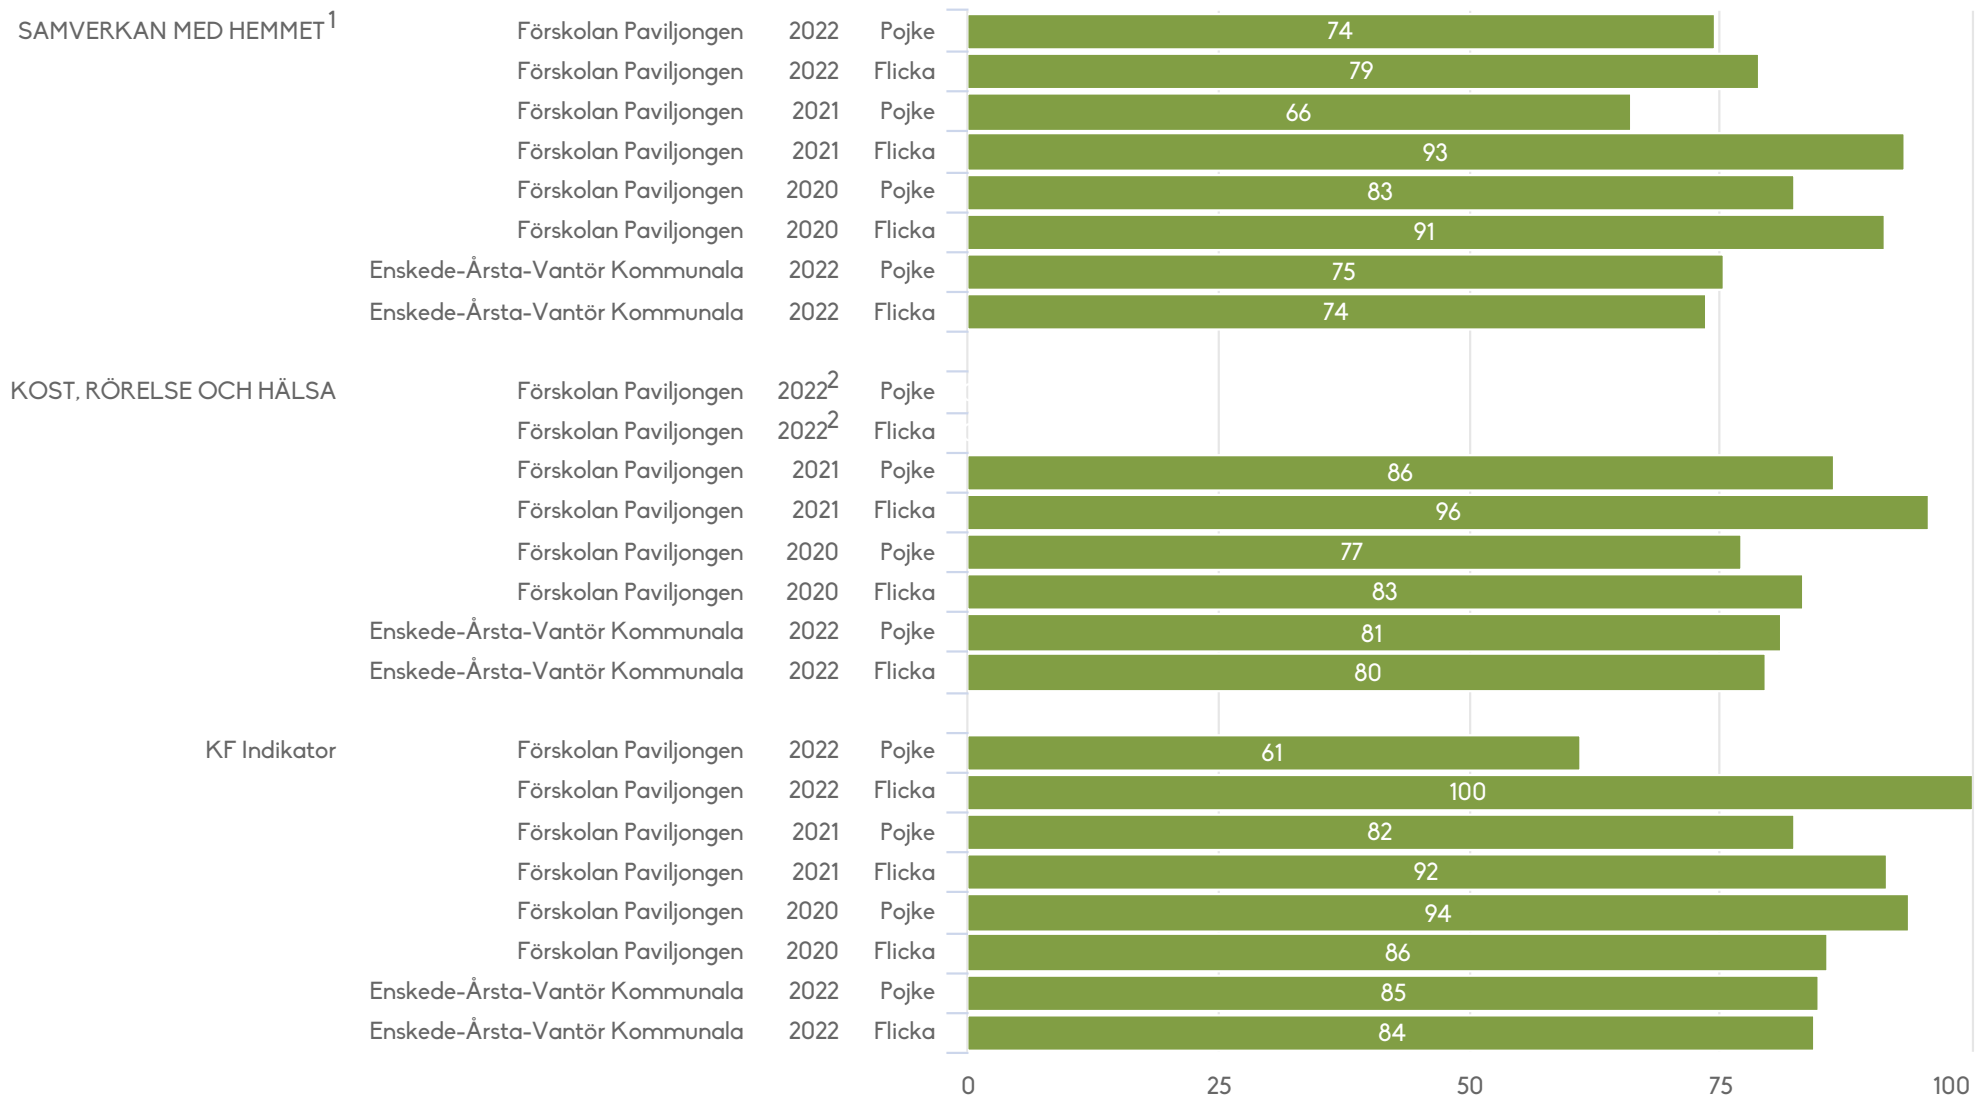 SAMVERKAN MED HEMMET1 Förskolan Paviljongen 2022 Pojke 74
Förskolan Paviljongen 2022 Flicka 79
Förskolan Paviljongen 2021 Pojke 66
Förskolan Paviljongen 2021 Flicka 93
Förskolan Paviljongen 2020 Pojke 83
Förskolan Paviljongen 2020 Flicka 91
Enskede-Årsta-Vantör Kommunala 2022 Pojke 75
Enskede-Årsta-Vantör Kommunala 2022 Flicka 74
KOST, RÖRELSE OCH HÄLSA Förskolan Paviljongen 20222 Pojke
Förskolan Paviljongen 20222 Flicka
Förskolan Paviljongen 2021 Pojke 86
Förskolan Paviljongen 2021 Flicka 96
Förskolan Paviljongen 2020 Pojke 77
Förskolan Paviljongen 2020 Flicka 83
Enskede-Årsta-Vantör Kommunala 2022 Pojke 81
Enskede-Årsta-Vantör Kommunala 2022 Flicka 80
KF Indikator Förskolan Paviljongen 2022 Pojke 61
Förskolan Paviljongen 2022 Flicka 100
Förskolan Paviljongen 2021 Pojke 82
Förskolan Paviljongen 2021 Flicka 92
Förskolan Paviljongen 2020 Pojke 94
Förskolan Paviljongen 2020 Flicka 86
Enskede-Årsta-Vantör Kommunala 2022 Pojke 85
Enskede-Årsta-Vantör Kommunala 2022 Flicka 84
0 25 50 75 100